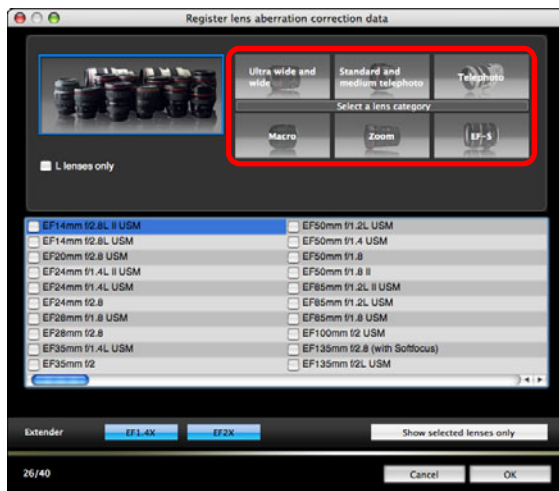 Register lens aberration correction data
Ultra wide and
wide
Standard and
medium telephoto
Telephoto
Select a lens category
Macro
Zoom
EF-S
L lenses only
EF14mm f/2.8L II USM
EF14mm f/2.8L USM
EF20mm f/2.8 USM
EF24mm f/1.4L II USM
EF24mm f/1.4L USM
EF24mm f/2.8
EF28mm f/1.8 USM
EF28mm f/2.8
EF35mm f/1.4L USM
EF35mm f/2
EF50mm f/1.2L USM
EF50mm f/1.4 USM
EF50mm f/1.8
EF50mm f/1.8 II
EF85mm f/1.2L II USM
EF85mm f/1.2L USM
EF85mm f/1.8 USM
EF100mm f/2 USM
EF135mm f/2.8 (with Softfocus)
EF135mm f/2L USM
Extender
EF1.4X
EF2X
Show selected lenses only
26/40
Cancel
OK